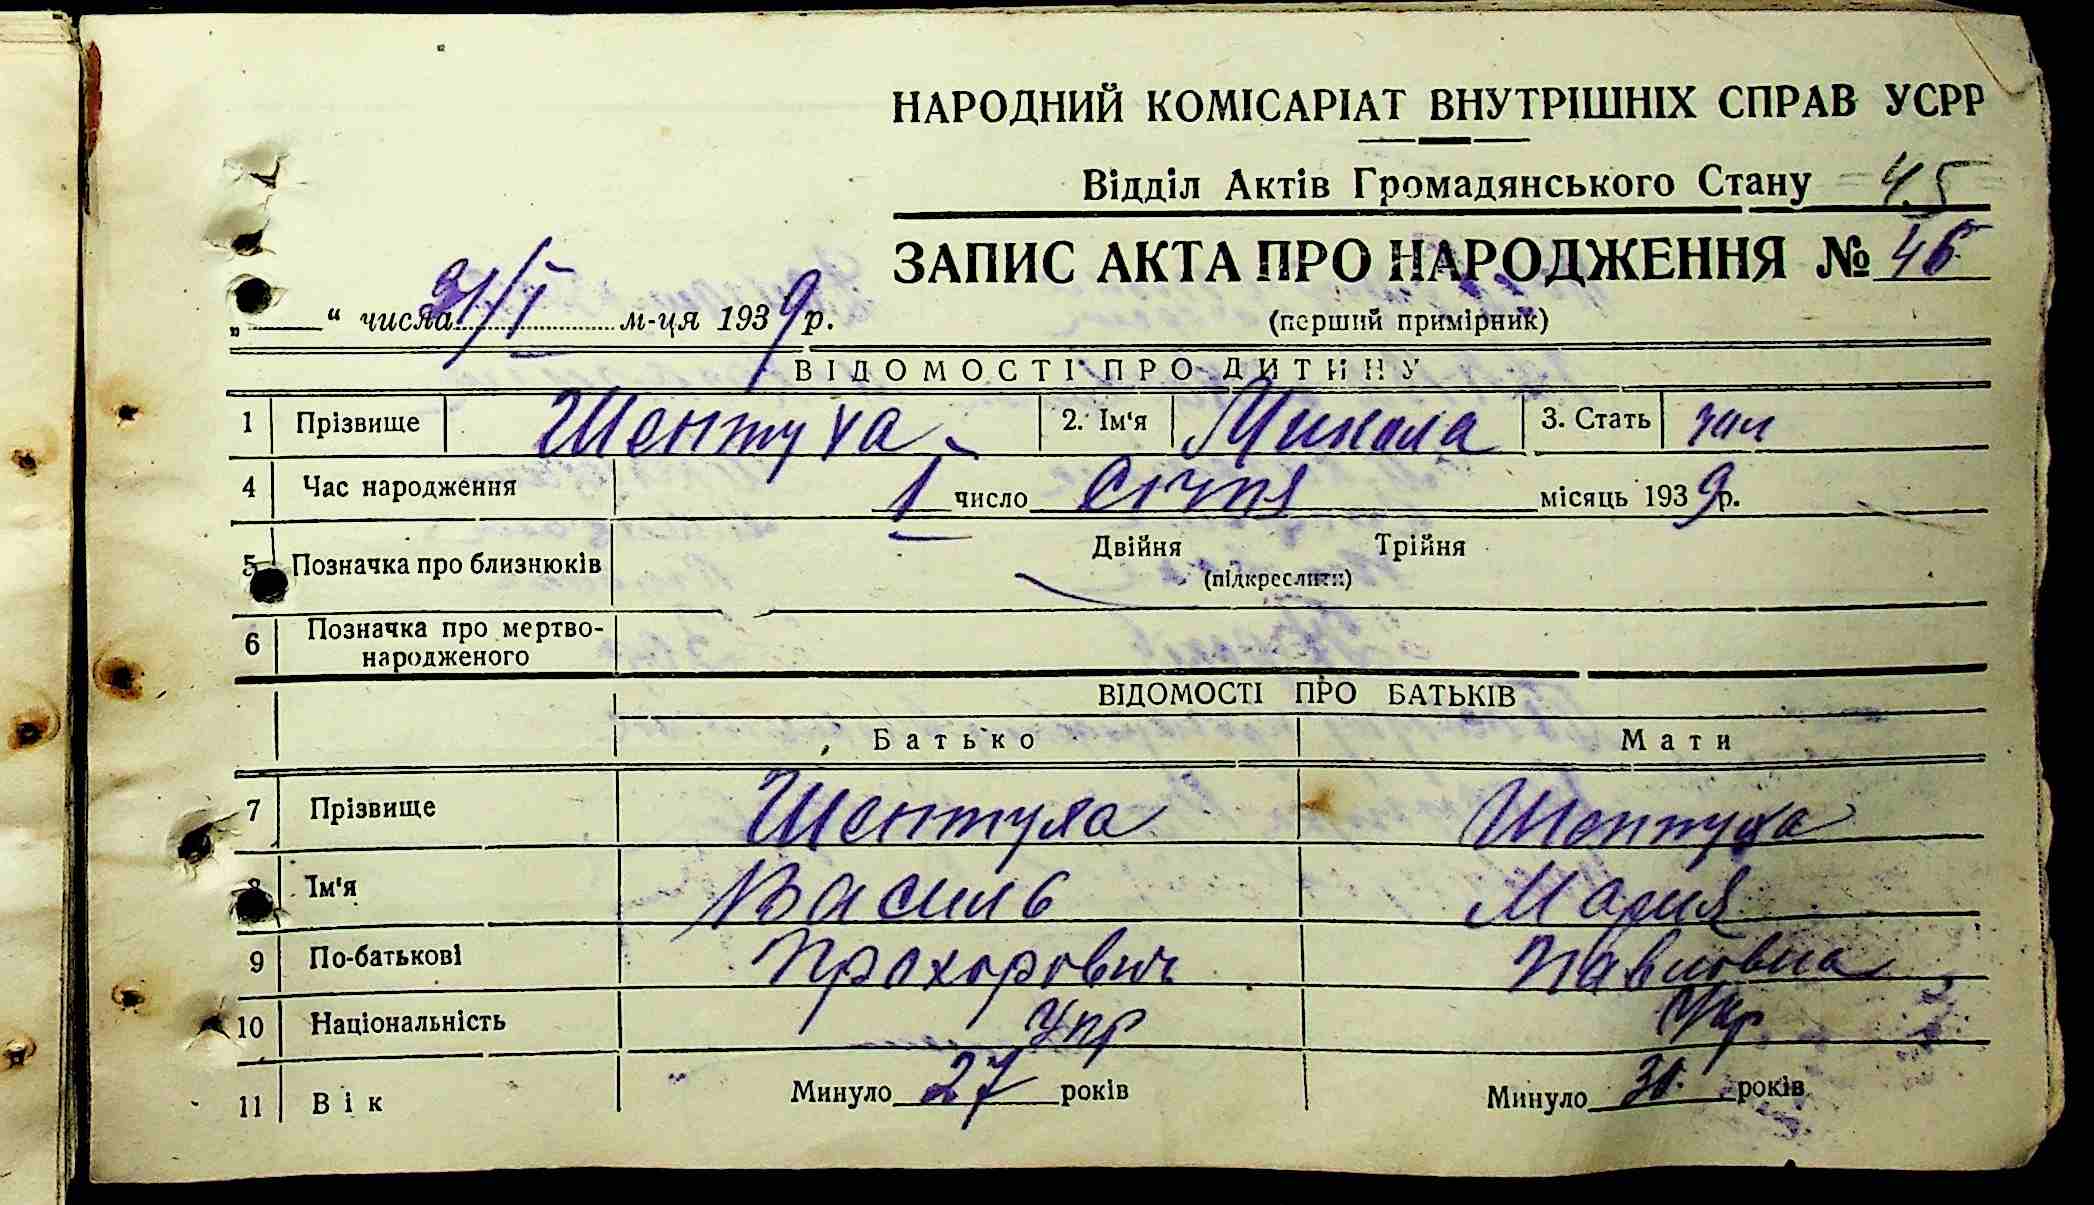 НАРОДНИЙ КОМІСАРІАТ ВНУТРІШНІХ СПРАВ УСРР
Відділ Актів Громадянського Стану 45
ЗАПИС АКТА ПРО НАРОДЖЕННЯ № 46
„ “ числа 31/I м-ця 1939 р.
(перший примірник)
ВІДОМОСТІ ПРО ДИТИНУ
1 Прізвище Шептуха 2. Ім'я Микола 3. Стать чол
4 Час народження 1 число Січня місяць 1939 р.
5 Позначка про близнюків Двійня Трійня
(підкреслити)
6 Позначка про мертво-
народженого
ВІДОМОСТІ ПРО БАТЬКІВ
Батько Мати
7 Прізвище Шептуха Шептуха
8 Ім'я Василь Мария
9 По-батькові Прохорович Павловна
10 Національність Укр Укр
11 Вік Минуло 27 років Минуло років